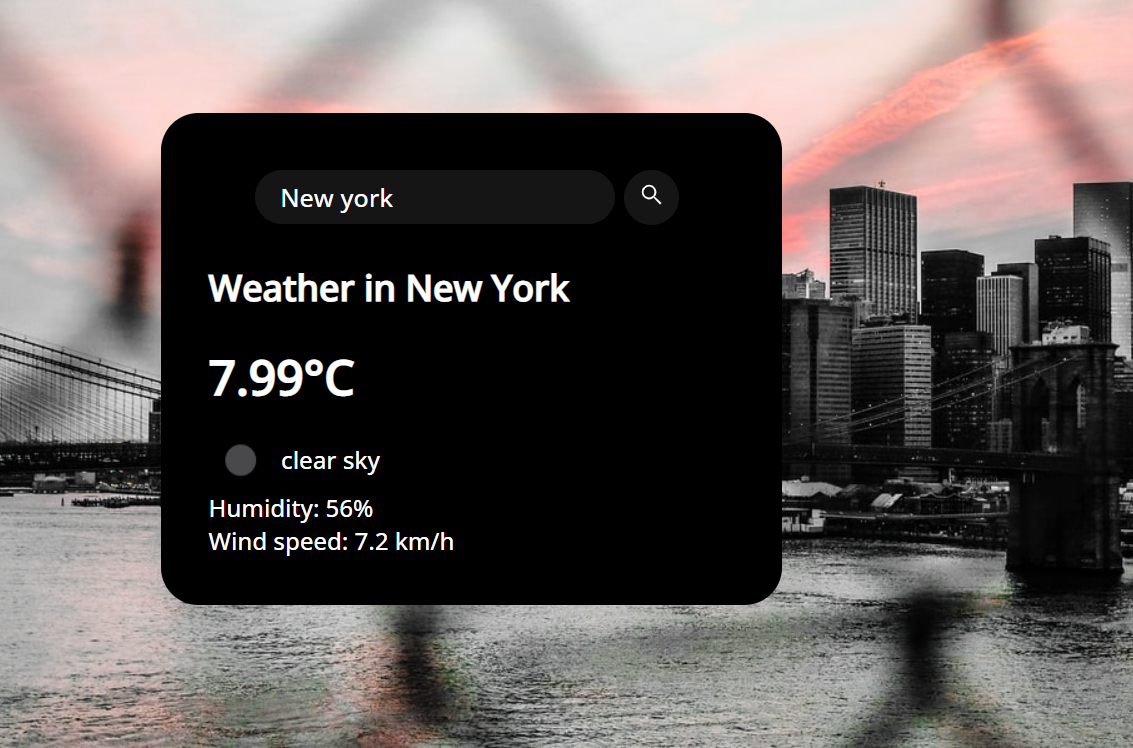 New york
Weather in New York
7.99°C
clear sky
Humidity: 56%
Wind speed: 7.2 km/h